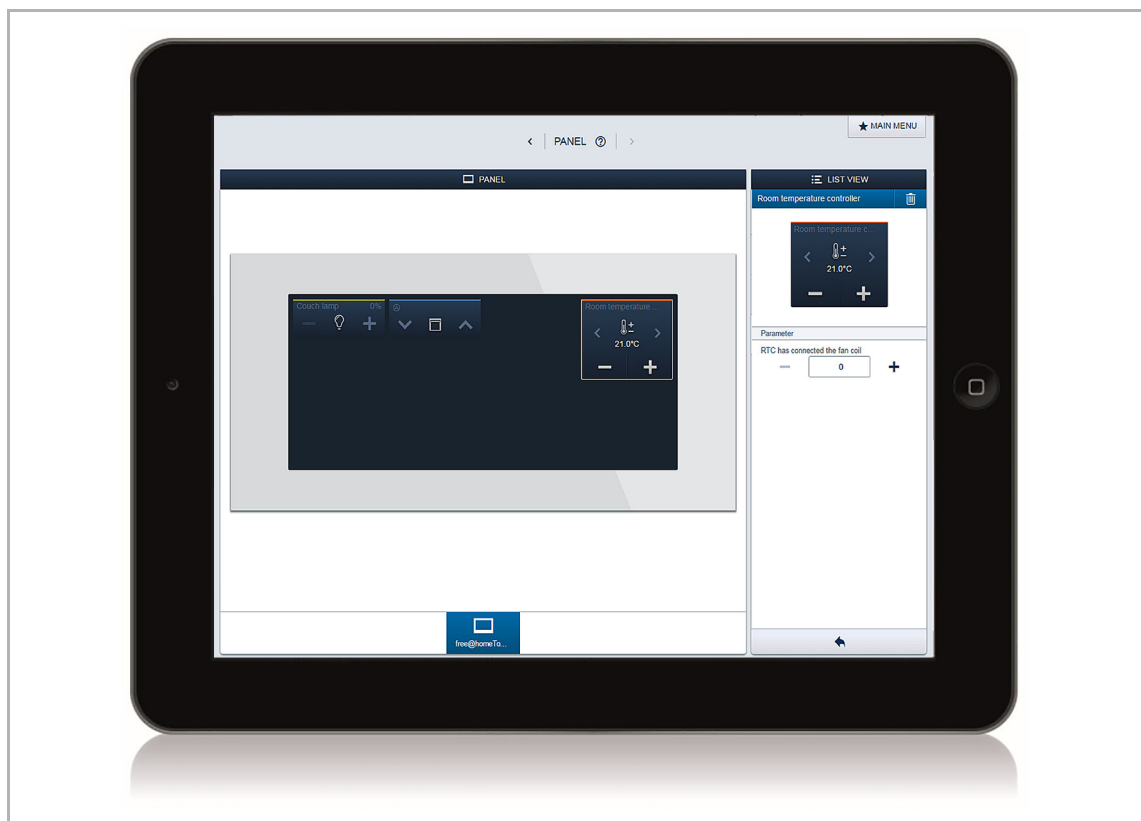 MAIN MENU
PANEL
PANEL
LIST VIEW
Room temperature controller
Room temperature c...
21.0°C
Couch lamp 0%
Room temperature ...
21.0°C
Parameter
RTC has connected the fan coil
0
free@homeTo...